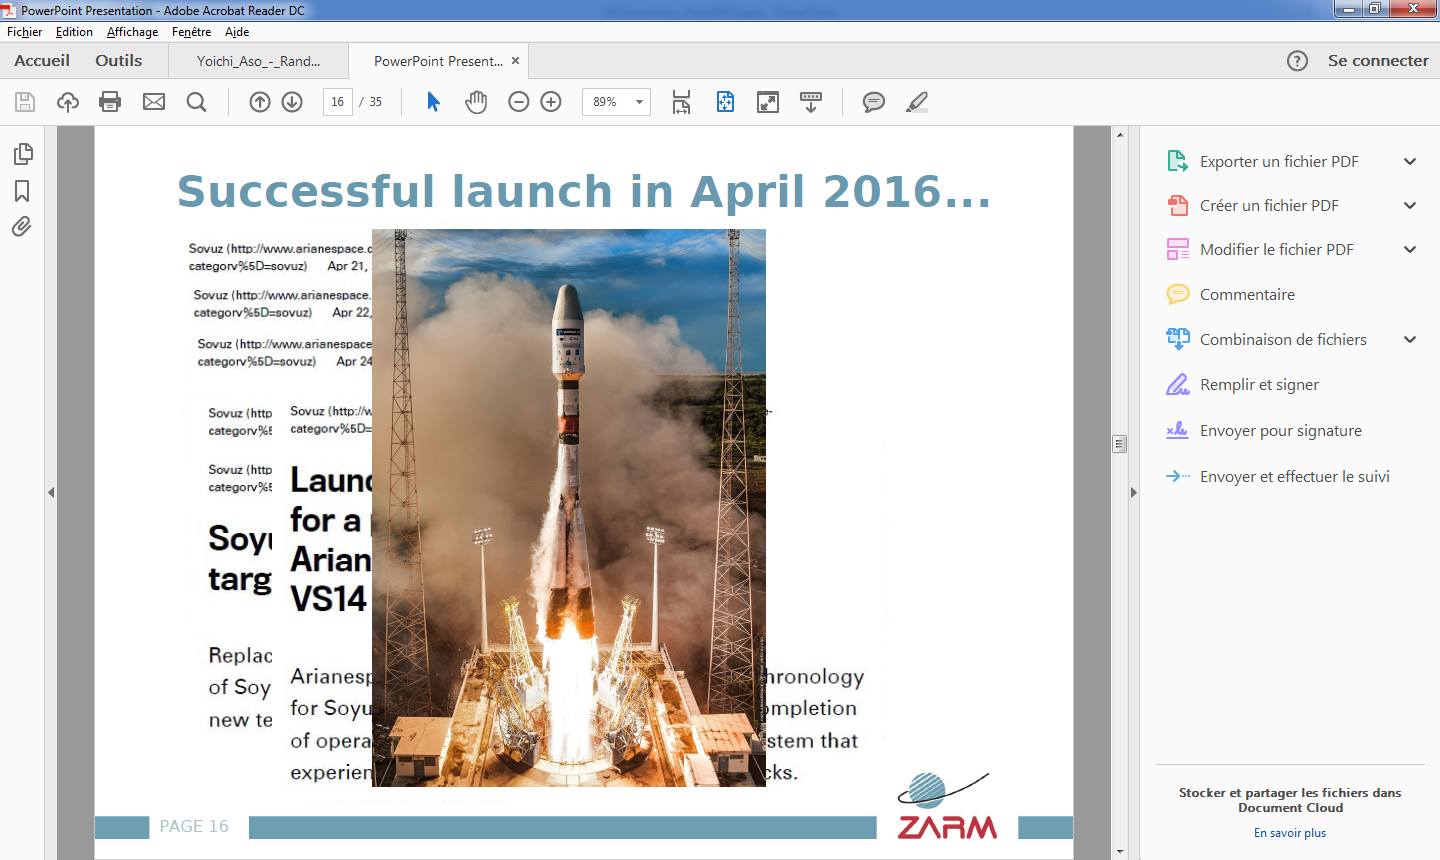 PowerPoint Presentation - Adobe Acrobat Reader DC
Fichier Edition Affichage Fenêtre Aide
Accueil Outils Yoichi_Aso_-_Rand... PowerPoint Present... × ? Se connecter
16 / 35 89%
Successful launch in April 2016...
Soyuz (http://www.arianespace.c
category%5D=soyuz) Apr 21,
Soyuz (http://www.arianespace.
category%5D=soyuz) Apr 22,
Soyuz (http://www.arianespace
category%5D=soyuz) Apr 24
Soyuz (http
category%5
Soyuz (http://w
category%5D=
e-
Soyuz (http
category%5
Soyu
targ
Launc
for a
Arian
VS14
Replac
of Soy
new te
Arianesp hronology
for Soyu ompletion
of opera stem that
experien cks.
PAGE 16
ZARM
Exporter un fichier PDF
Créer un fichier PDF
Modifier le fichier PDF
Commentaire
Combinaison de fichiers
Remplir et signer
Envoyer pour signature
Envoyer et effectuer le suivi
Stocker et partager les fichiers dans
Document Cloud
En savoir plus